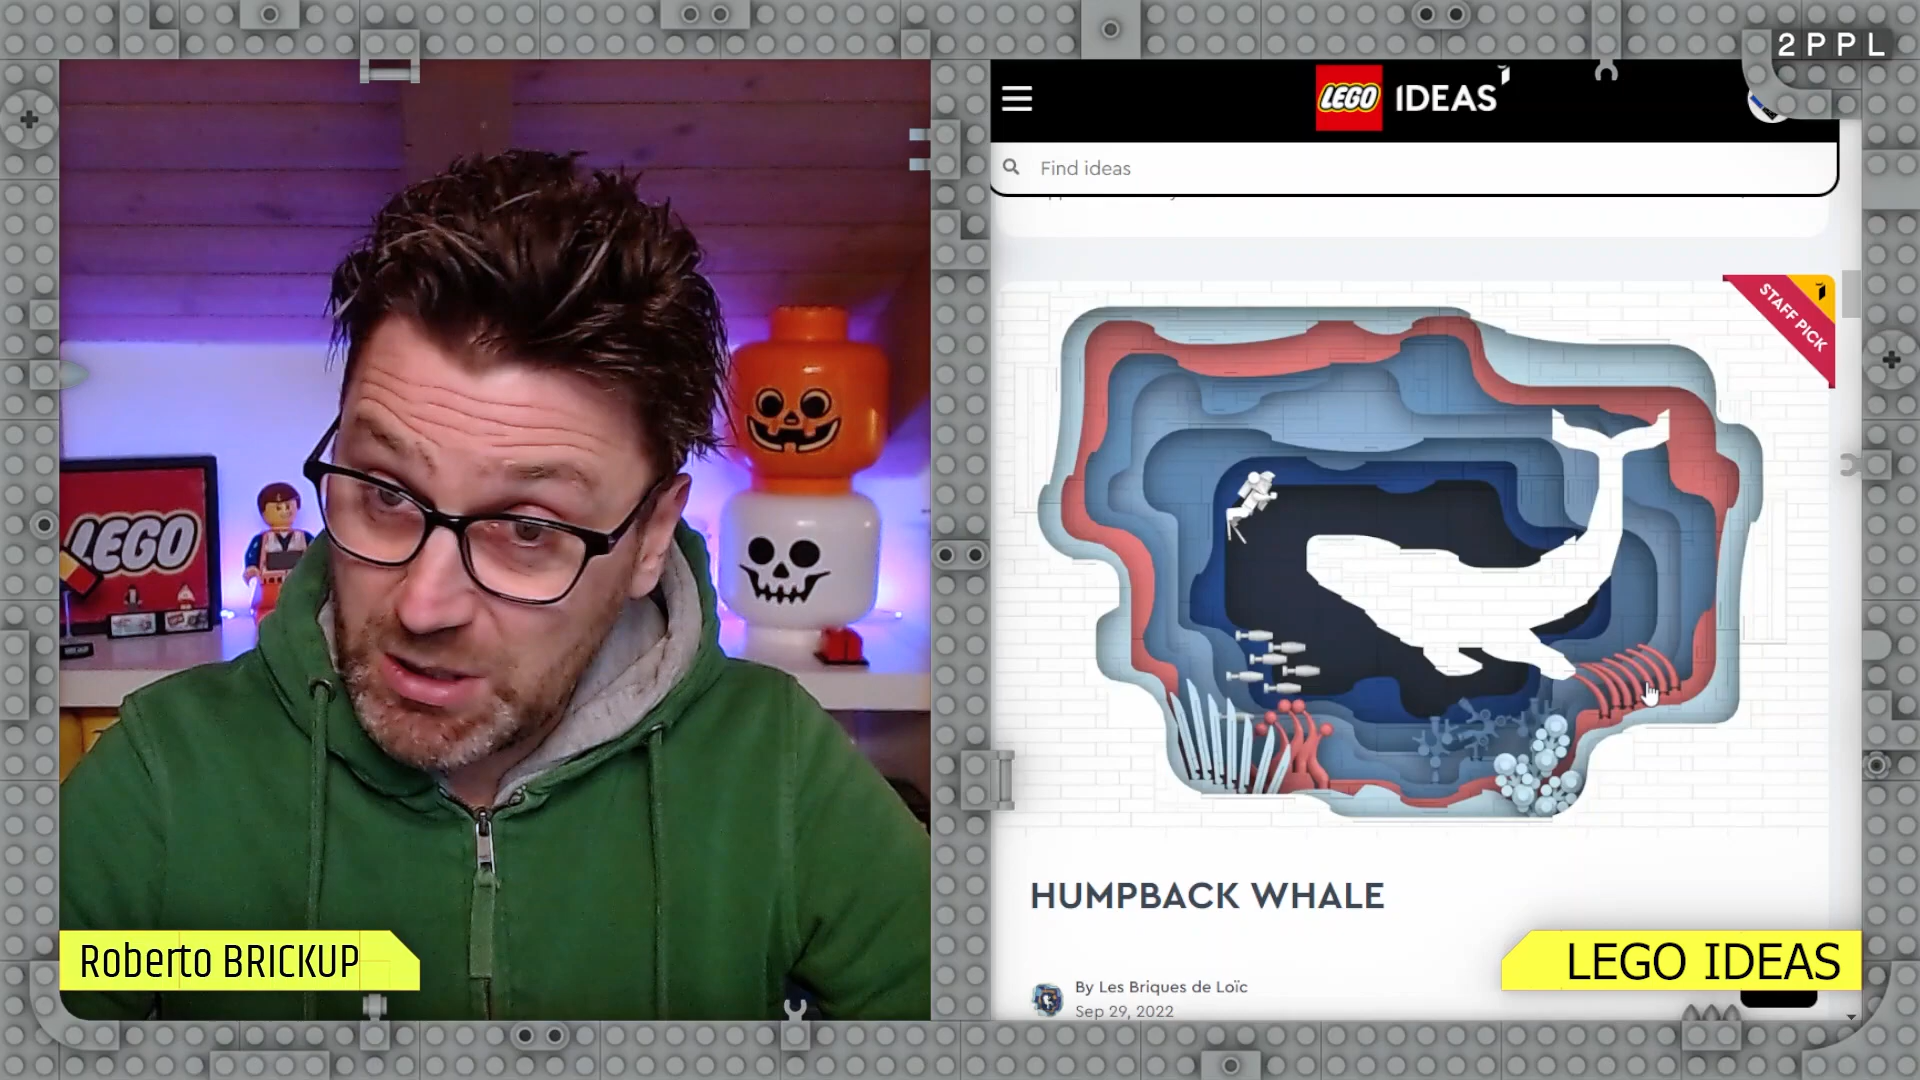 2PPL
LEGO IDEAS
Find ideas
STAFF PICK
LEGO
HUMPBACK WHALE
By Les Briques de Loïc
Sep 29, 2022
Roberto BRICKUP
LEGO IDEAS